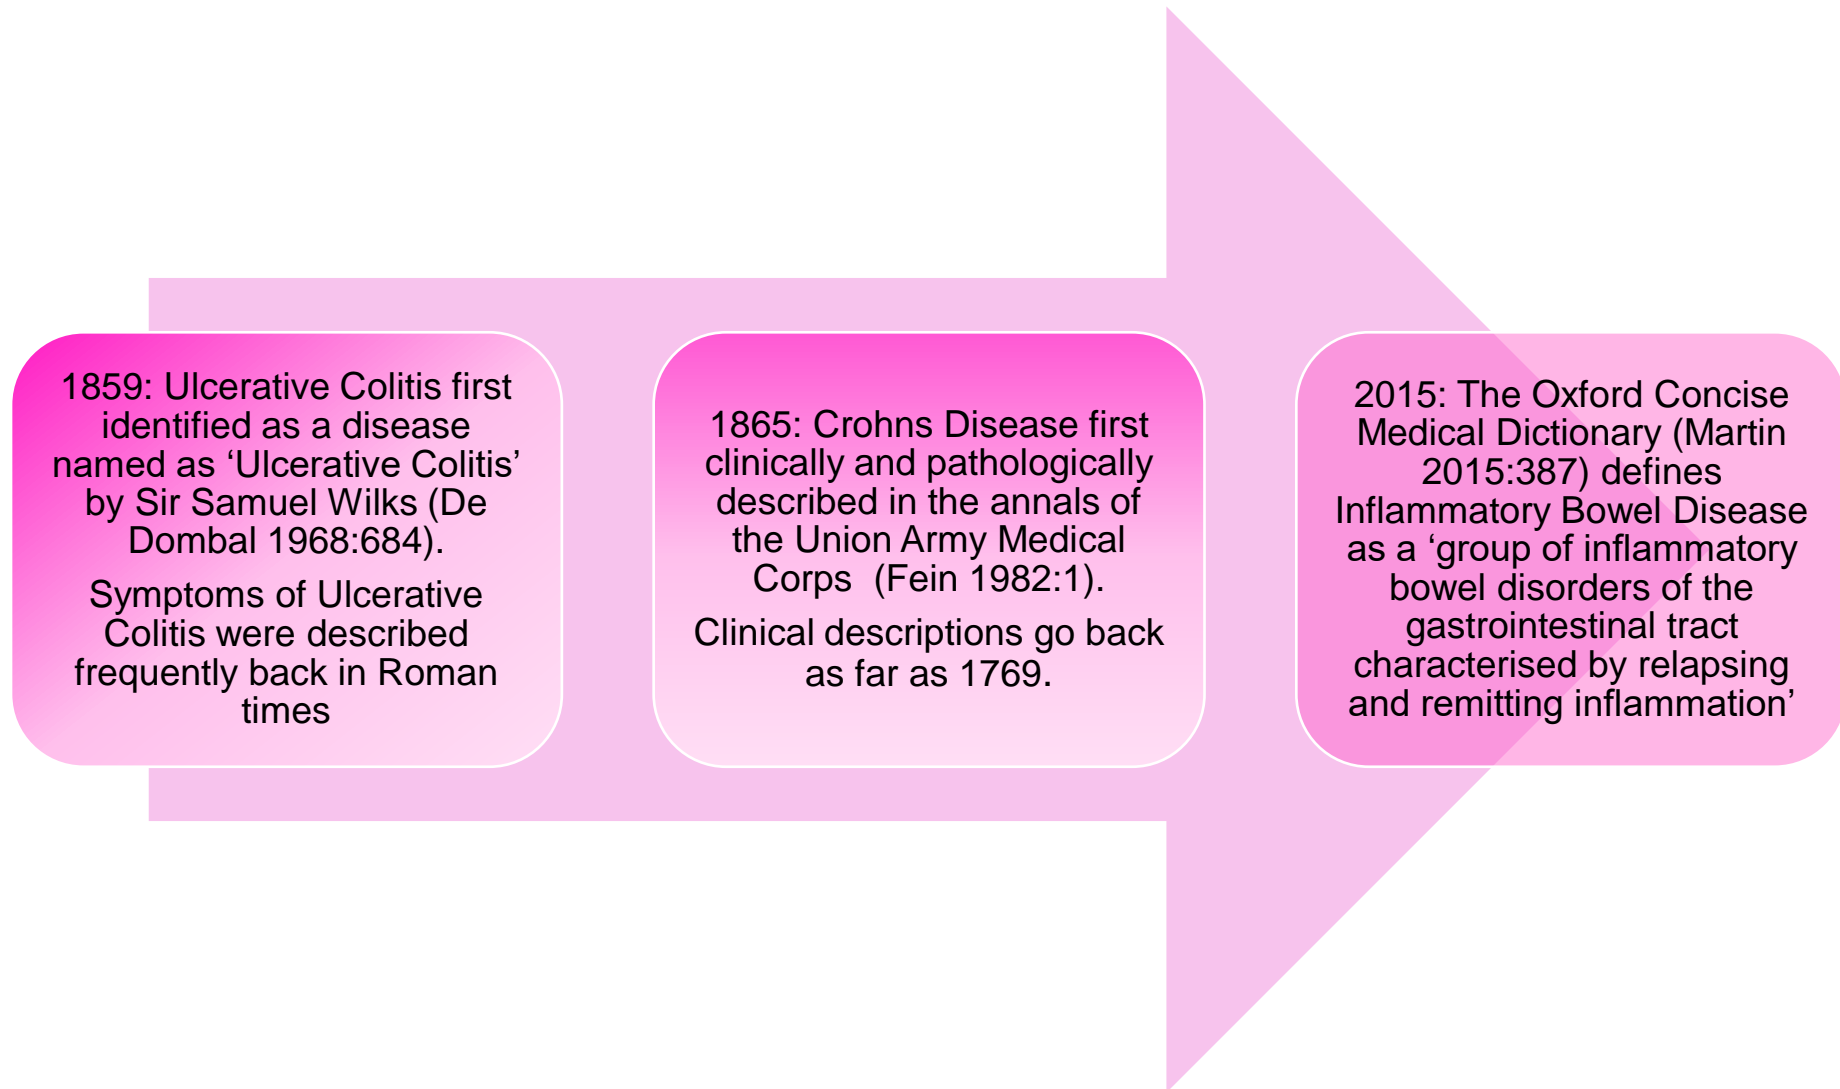 1859: Ulcerative Colitis first
identified as a disease
named as ‘Ulcerative Colitis’
by Sir Samuel Wilks (De
Dombal 1968:684).
Symptoms of Ulcerative
Colitis were described
frequently back in Roman
times
1865: Crohns Disease first
clinically and pathologically
described in the annals of
the Union Army Medical
Corps  (Fein 1982:1).
Clinical descriptions go back
as far as 1769.
2015: The Oxford Concise
Medical Dictionary (Martin
2015:387) defines
Inflammatory Bowel Disease
as a ‘group of inflammatory
bowel disorders of the
gastrointestinal tract
characterised by relapsing
and remitting inflammation’